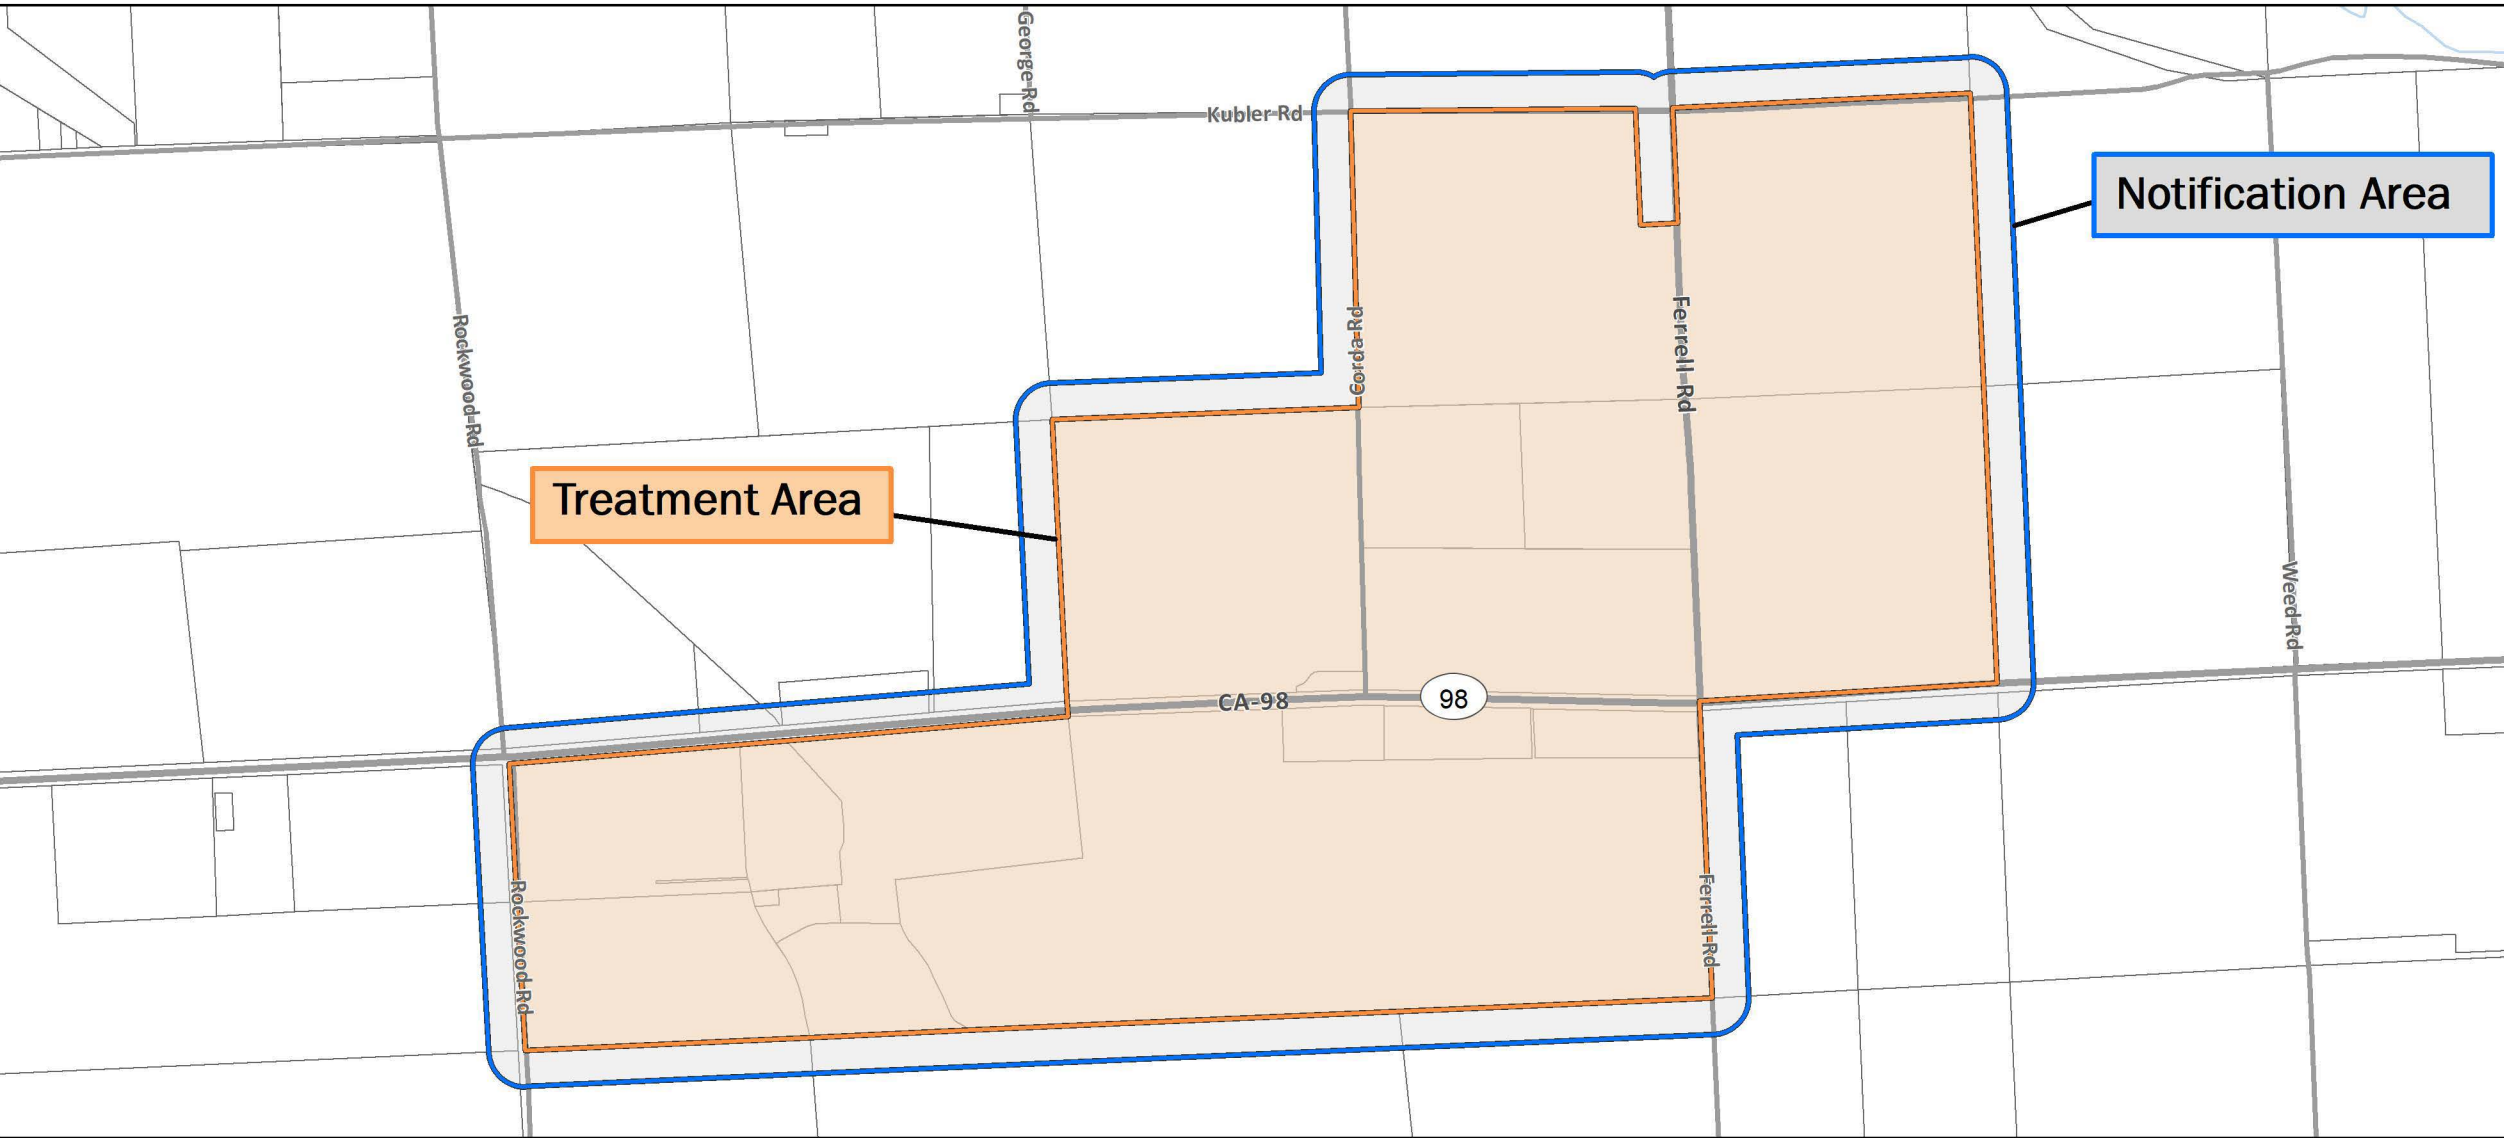 George Rd
Kubler Rd
Notification Area
Rockwood Rd
Corda Rd
Ferrell Rd
Treatment Area
Weed Rd
CA-98
98
Rockwood Rd
Ferrell Rd